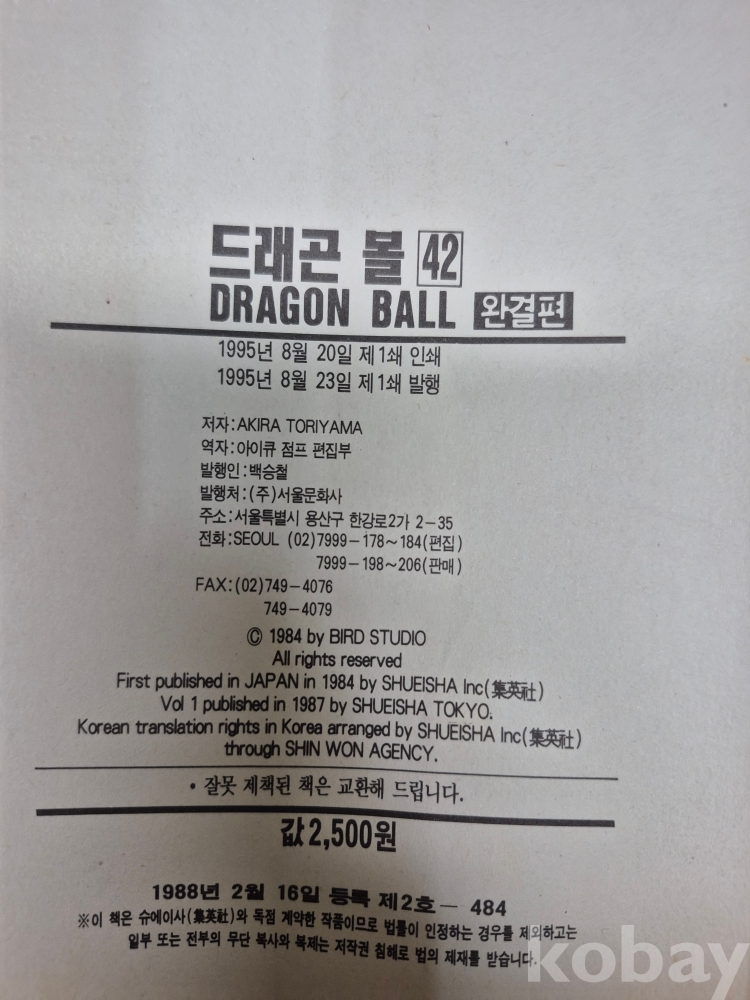 드래곤 볼 42
DRAGON BALL 완결편
1995년 8월 20일 제1쇄 인쇄
1995년 8월 23일 제1쇄 발행
저자:AKIRA TORIYAMA
역자:아이큐 점프 편집부
발행인:백승철
발행처:(주)서울문화사
주소:서울특별시 용산구 한강로2가 2-35
전화:SEOUL (02)7999-178~184(편집)
7999-198~206(판매)
FAX:(02)749-4076
749-4079
© 1984 by BIRD STUDIO
All rights reserved
First published in JAPAN in 1984 by SHUEISHA Inc(集英社)
Vol 1 published in 1987 by SHUEISHA TOKYO.
Korean translation rights in Korea arranged by SHUEISHA Inc(集英社)
through SHIN WON AGENCY.
• 잘못 제책된 책은 교환해 드립니다.
값2,500원
1988년 2월 16일 등록 제2호- 484
※이 책은 슈에이사(集英社)와 독점 계약한 작품이므로 법률이 인정하는 경우를 제외하고는
일부 또는 전부의 무단 복사와 복제는 저작권 침해로 법의 제재를 받습니다.
kobay